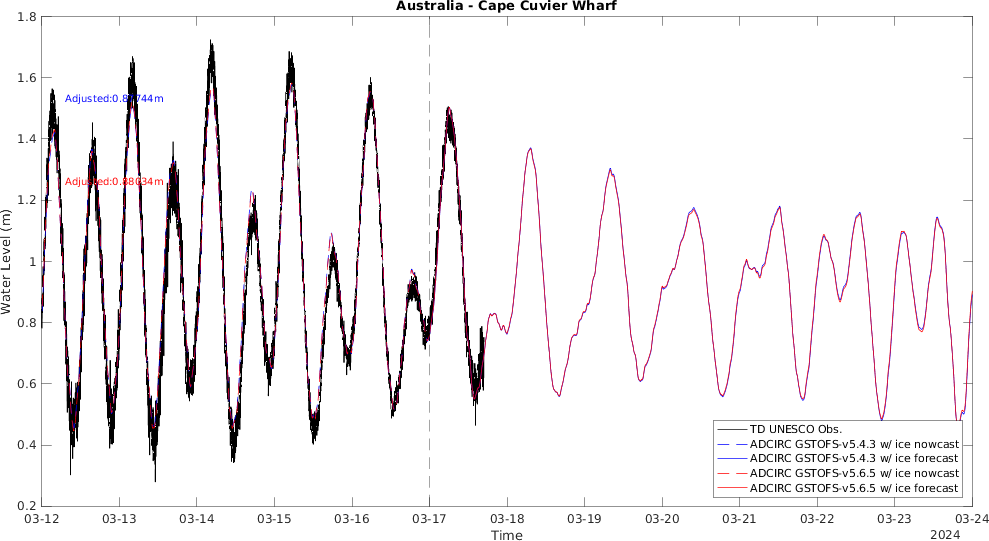 Australia - Cape Cuvier Wharf
1.8
1.6
1.4
1.2
1
0.8
0.6
0.4
0.2
Water Level (m)
Adjusted:0.87744m
Adjusted:0.88034m
TD UNESCO Obs.
ADCIRC GSTOFS-v5.4.3 w/ ice nowcast
ADCIRC GSTOFS-v5.4.3 w/ ice forecast
ADCIRC GSTOFS-v5.6.5 w/ ice nowcast
ADCIRC GSTOFS-v5.6.5 w/ ice forecast
03-12 03-13 03-14 03-15 03-16 03-17 03-18 03-19 03-20 03-21 03-22 03-23 03-24
Time
2024